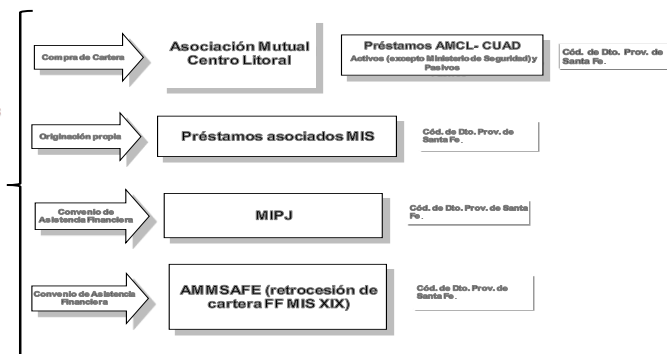 Compra de Cartera
Asociación Mutual
Centro Litoral
Préstamos AMCL- CUAD
Activos (excepto Ministerio de Seguridad) y
Pasivos
Cód. de Dto. Prov. de
Santa Fe.
Originación propia
Préstamos asociados MIS
Cód. de Dto. Prov. de
Santa Fe.
Convenio de
Asistencia Financiera
MIPJ
Cód. de Dto. Prov. de Santa
Fe.
Convenio de Asistencia
Financiera
AMMSAFE (retrocesión de
cartera FF MIS XIX)
Cód. de Dto. Prov. de
Santa Fe.